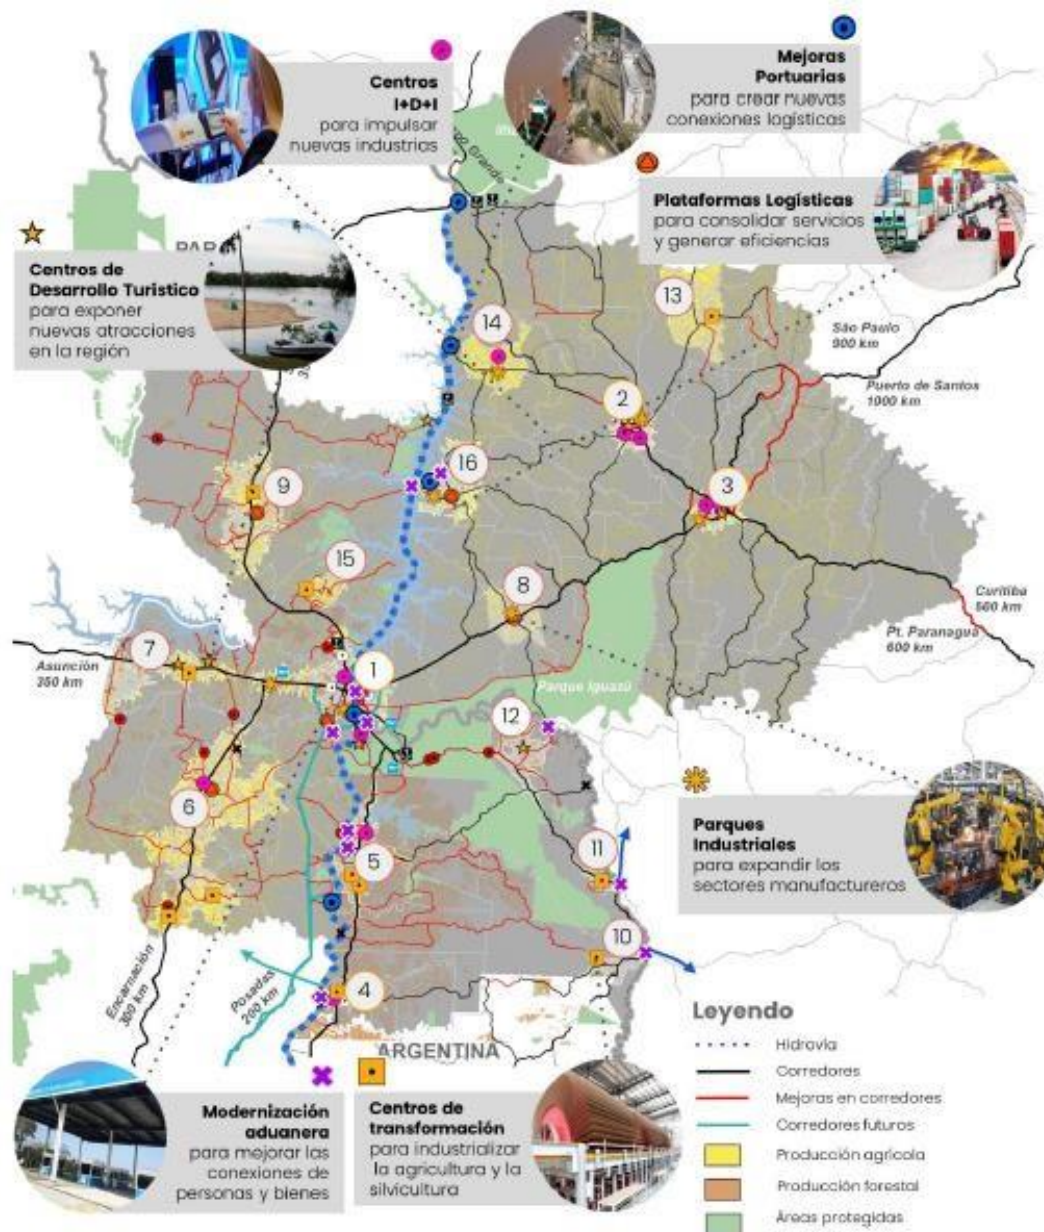 Centros
I+D+I
para impulsar
nuevas industrias
Mejoras
Portuarias
para crear nuevas
conexiones logísticas
Plataformas Logísticas
para consolidar servicios
y generar eficiencias
Centros de
Desarrollo Turistico
para exponer
nuevas atracciones
en la región
Grande
13
14
São Paulo
900 km
Puerto de Santos
1000 km
2
16
9
3
15
8
Curitiba
560 km
Pt. Paranaguá
600 km
7
Asunción
350 km
1
Parque Iguazú
12
6
5
11
10
4
Encarnación
300 km
Posadas
200 km
ARGENTINA
Parques
Industriales
para expandir los
sectores manufactureros
Modernización
aduanera
para mejorar las
conexiones de
personas y bienes
Centros de
transformación
para industrializar
la agricultura y la
silvicultura
Leyendo
Hidrovía
Corredores
Mejoras en corredores
Corredores futuros
Producción agrícola
Producción forestal
Áreas protegidas